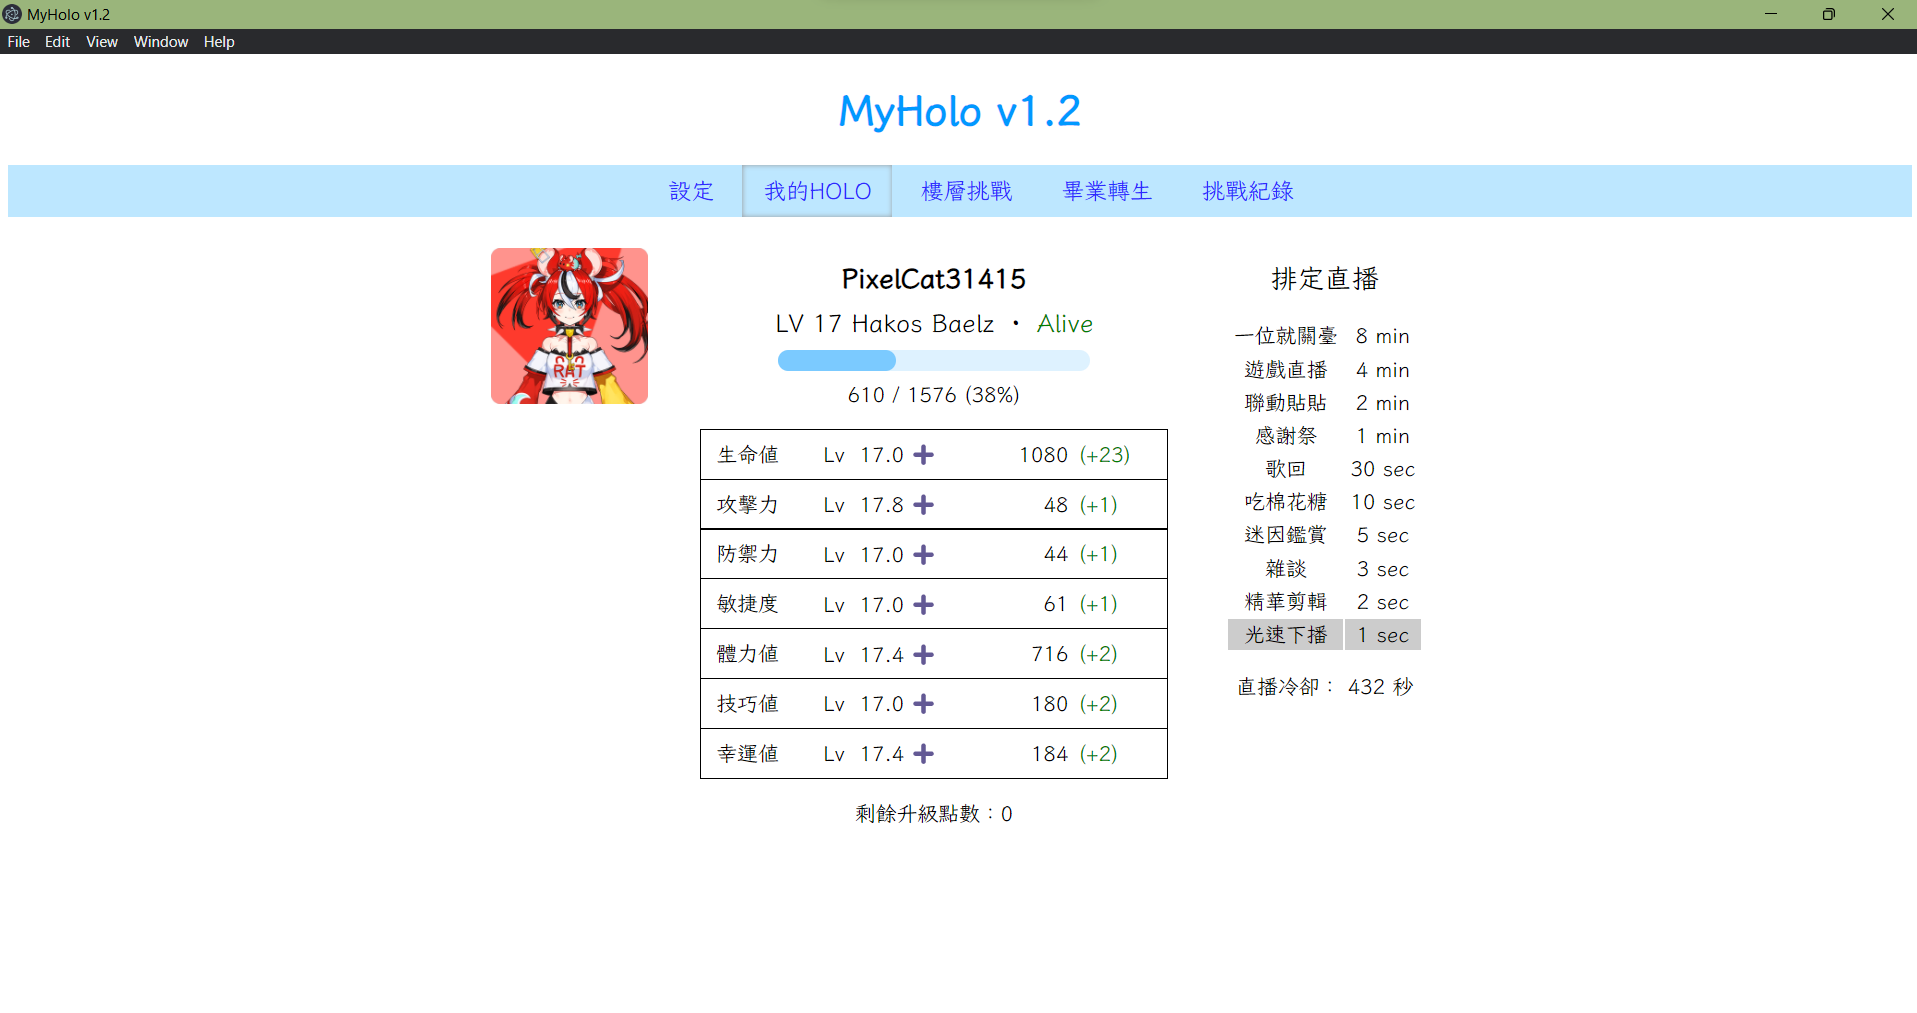 MyHolo v1.2
File Edit View Window Help
MyHolo v1.2
設定 我的HOLO 樓層挑戰 畢業轉生 挑戰紀錄
RAT
PixelCat31415
LV 17 Hakos Baelz ・ Alive
610 / 1576 (38%)
生命值 Lv 17.0 + 1080 (+23)
攻擊力 Lv 17.8 + 48 (+1)
防禦力 Lv 17.0 + 44 (+1)
敏捷度 Lv 17.0 + 61 (+1)
體力值 Lv 17.4 + 716 (+2)
技巧值 Lv 17.0 + 180 (+2)
幸運值 Lv 17.4 + 184 (+2)
剩餘升級點數：0
排定直播
一位就關臺 8 min
遊戲直播 4 min
聯動貼貼 2 min
感謝祭 1 min
歌回 30 sec
吃棉花糖 10 sec
迷因鑑賞 5 sec
雜談 3 sec
精華剪輯 2 sec
光速下播 1 sec
直播冷卻： 432 秒